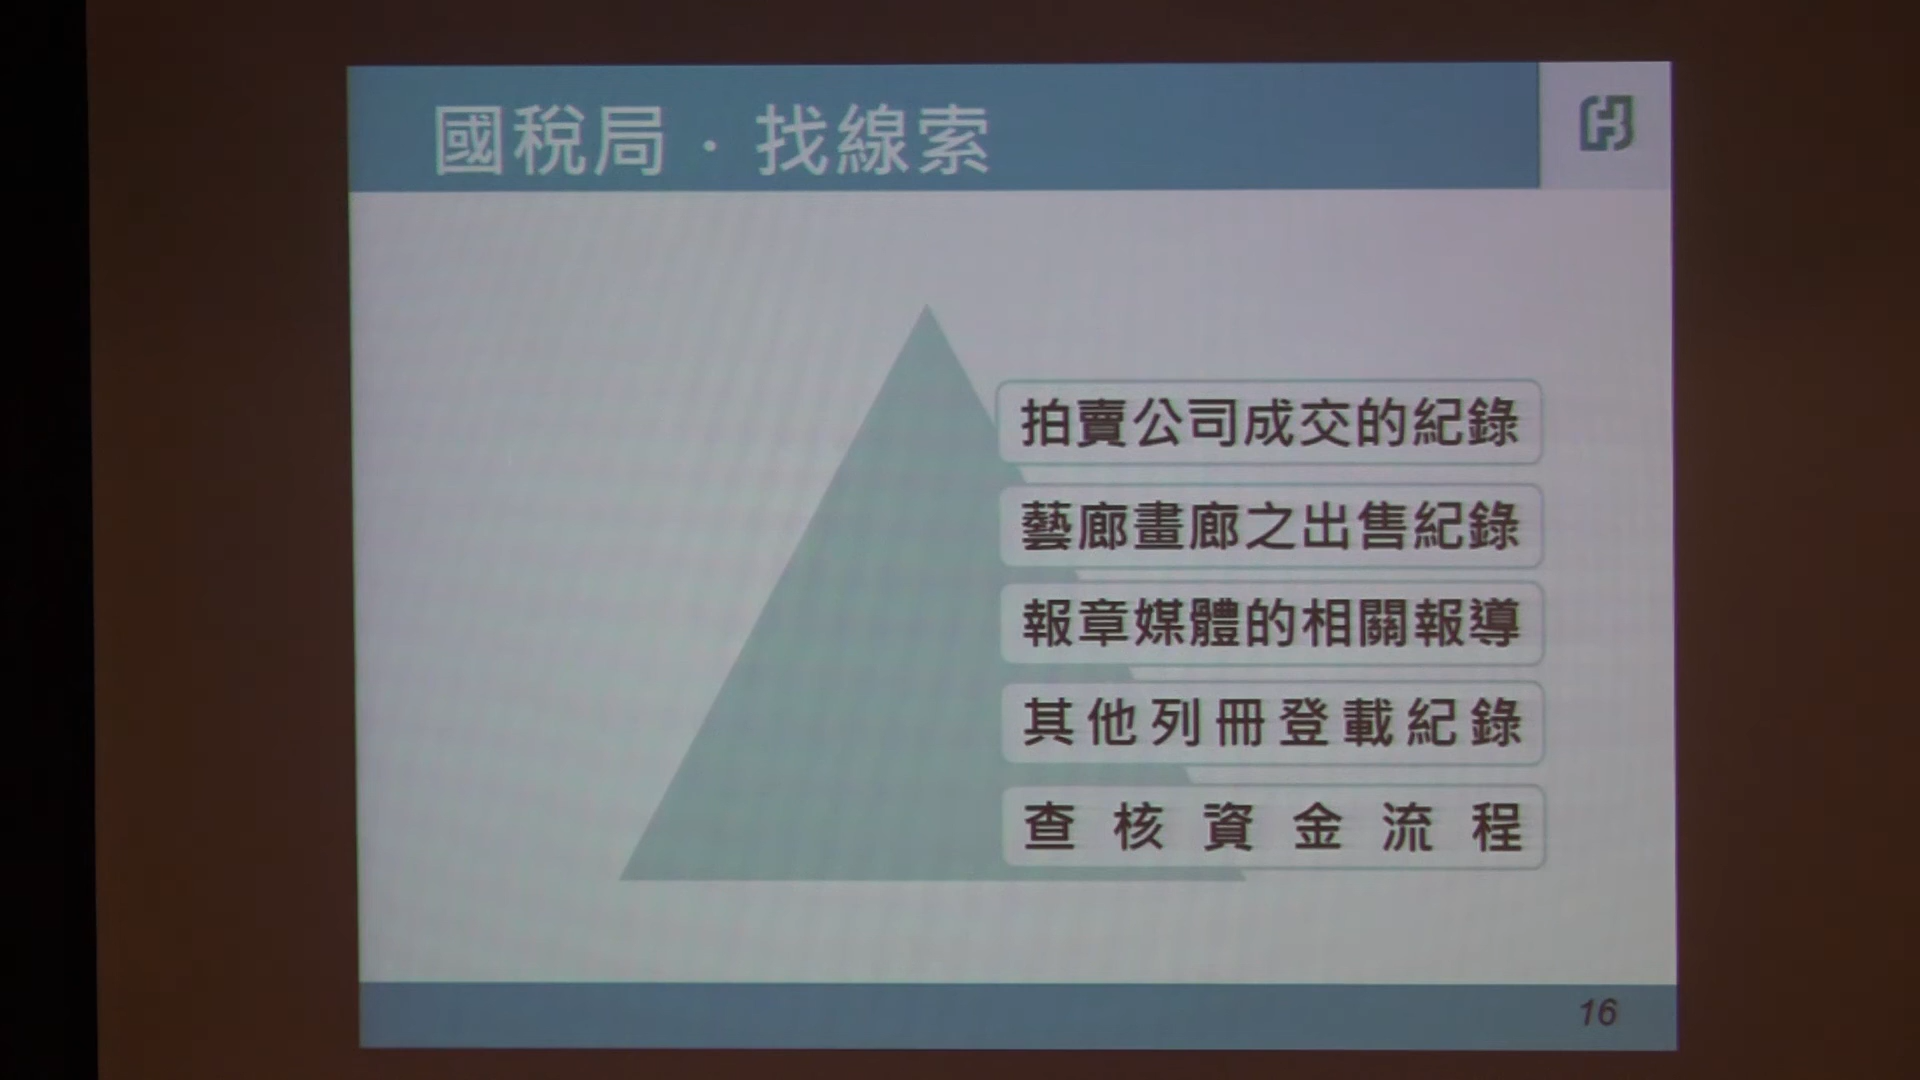 國稅局・找線索
拍賣公司成交的紀錄
藝廊畫廊之出售紀錄
報章媒體的相關報導
其他列冊登載紀錄
查核資金流程
16